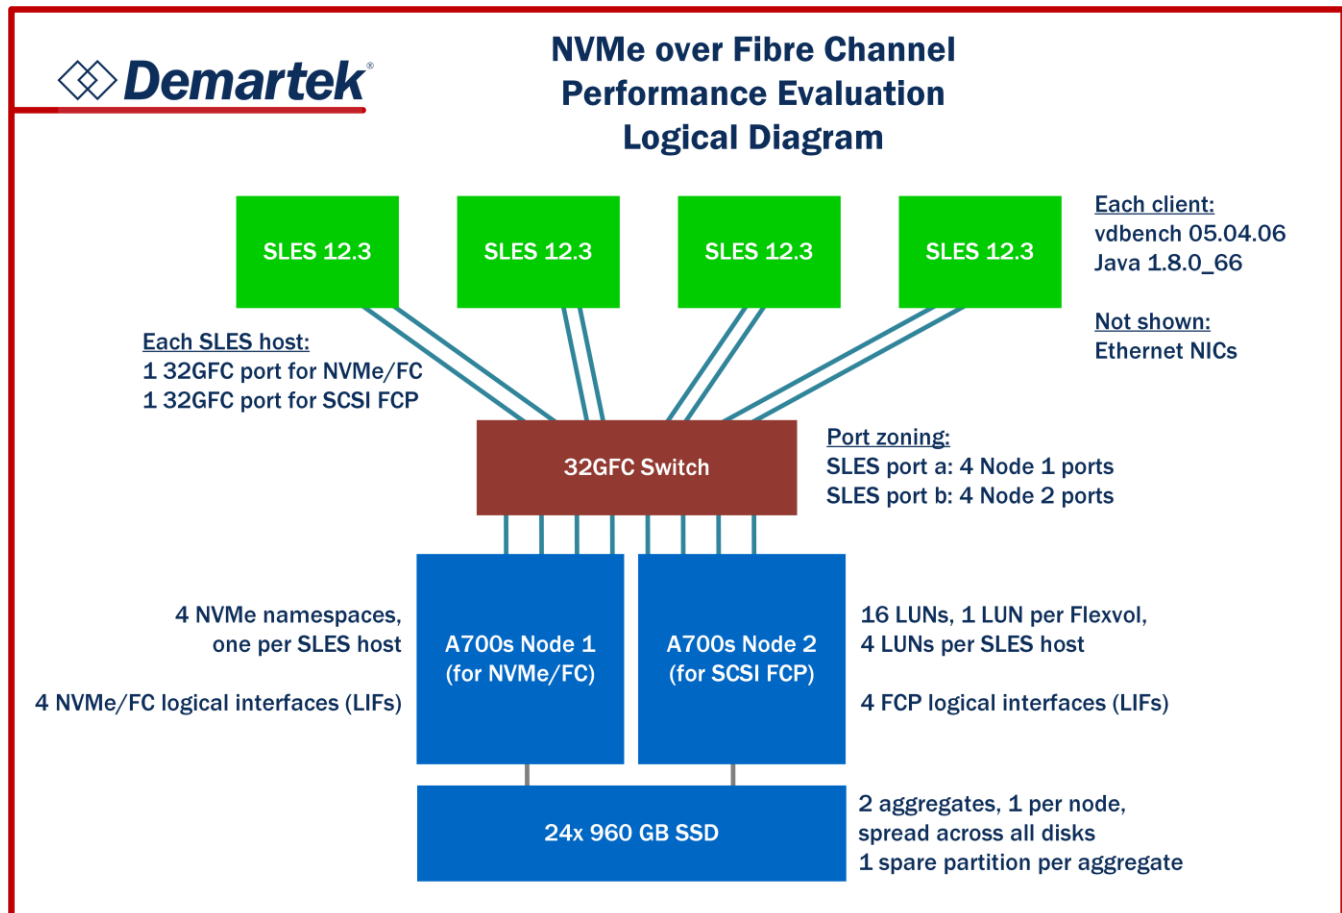 Demartek®
NVMe over Fibre Channel
Performance Evaluation
Logical Diagram
SLES 12.3
SLES 12.3
SLES 12.3
SLES 12.3
Each client:
vdbench 05.04.06
Java 1.8.0_66
Not shown:
Ethernet NICs
Each SLES host:
1 32GFC port for NVMe/FC
1 32GFC port for SCSI FCP
32GFC Switch
Port zoning:
SLES port a: 4 Node 1 ports
SLES port b: 4 Node 2 ports
4 NVMe namespaces,
one per SLES host
4 NVMe/FC logical interfaces (LIFs)
A700s Node 1
(for NVMe/FC)
A700s Node 2
(for SCSI FCP)
16 LUNs, 1 LUN per Flexvol,
4 LUNs per SLES host
4 FCP logical interfaces (LIFs)
24x 960 GB SSD
2 aggregates, 1 per node,
spread across all disks
1 spare partition per aggregate